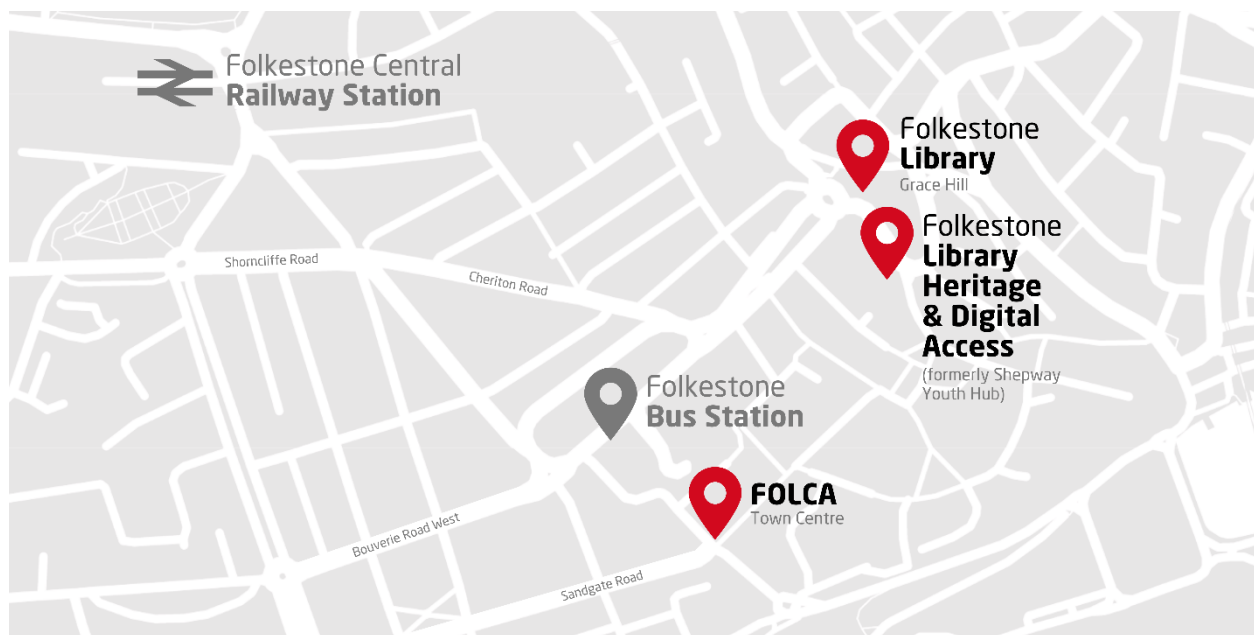 Folkestone Central
Railway Station
Folkestone
Library
Grace Hill
Folkestone
Library
Heritage
& Digital
Access
(formerly Shepway
Youth Hub)
Shorncliffe Road
Cheriton Road
Folkestone
Bus Station
FOLCA
Town Centre
Bouverie Road West
Sandgate Road